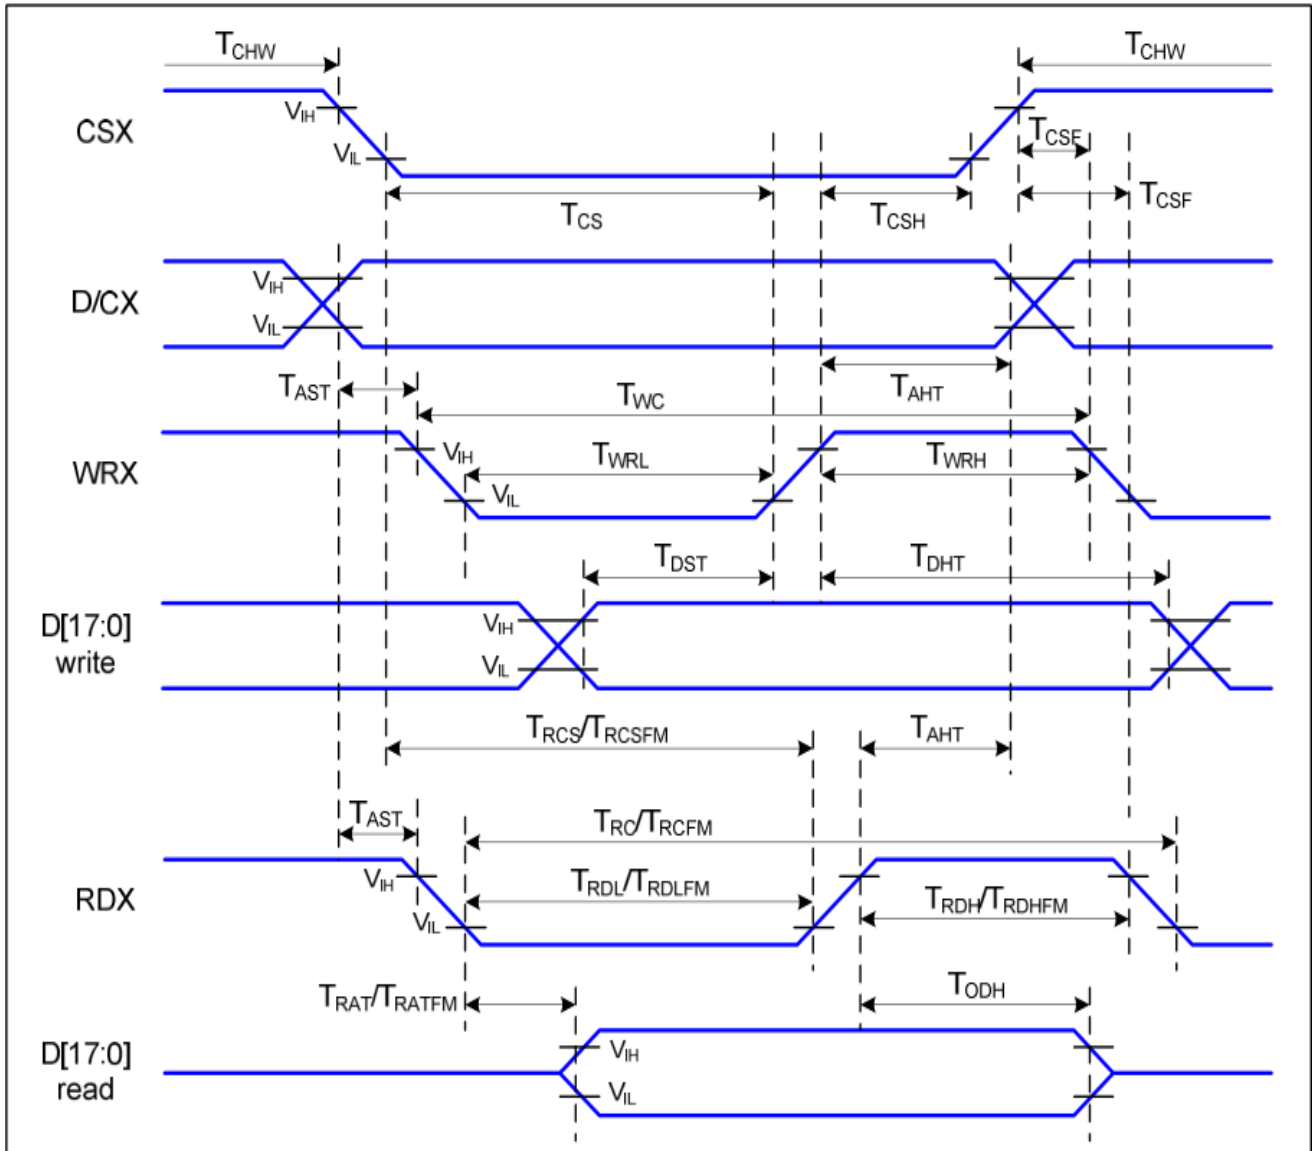 TCHW
TCHW
CSX
VIH
VIL
TCSF
TCSF
TCS
TCSH
D/CX
VIH
VIL
TAST
TWC
TAHT
WRX
VIH
VIL
TWRL
TWRH
TDST
TDHT
D[17:0]
write
VIH
VIL
TRCS/TRCSFM
TAHT
TAST
TRC/TRCFM
RDX
VIH
VIL
TRDL/TRDLFM
TRDH/TRDHFM
TRAT/TRATFM
TODH
D[17:0]
read
VIH
VIL